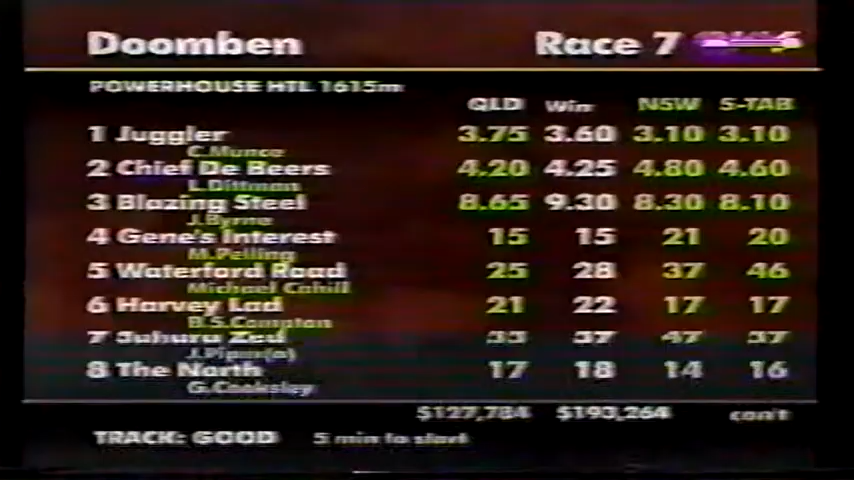 Doomben Race 7
POWERHOUSE HTL 1615m
QLD Win NSW S-TAB
1 Juggler 3.75 3.60 3.10 3.10
C.Munce
2 Chief De Beers 4.20 4.25 4.80 4.60
L.Dittman
3 Blazing Steel 8.65 9.30 8.30 8.10
J.Byrne
4 Gene's Interest 15 15 21 20
M.Pelling
5 Waterford Road 25 28 37 46
Michael Cahill
6 Harvey Lad 21 22 17 17
B.S.Compton
7 Zed 47
8 The North 17 18 14 16
G.Cooksley
$127,784 $193,264 con't
TRACK: GOOD 5 min to start